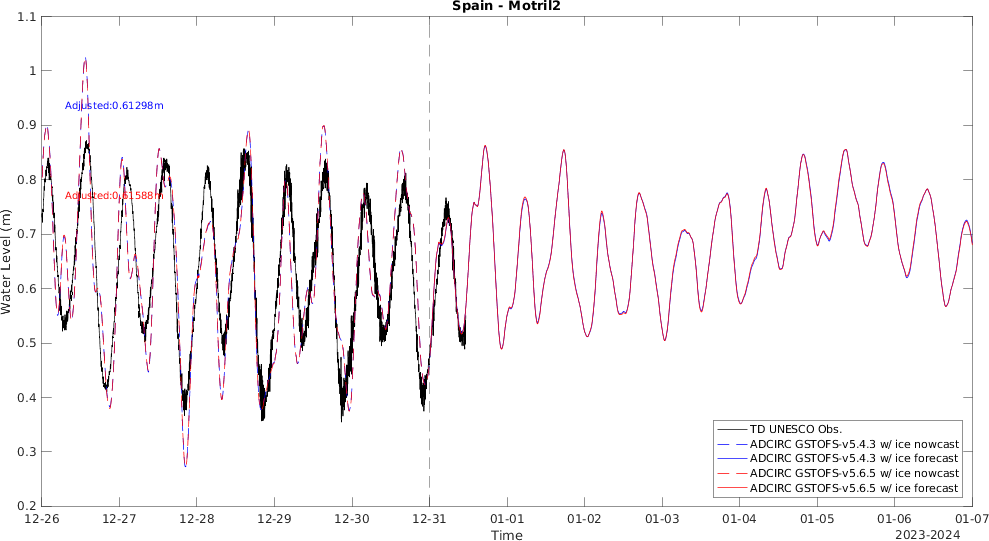 Spain - Motril2
1.1
1
0.9
0.8
0.7
0.6
0.5
0.4
0.3
0.2
Water Level (m)
Adjusted:0.61298m
Adjusted:0.61588m
TD UNESCO Obs.
ADCIRC GSTOFS-v5.4.3 w/ ice nowcast
ADCIRC GSTOFS-v5.4.3 w/ ice forecast
ADCIRC GSTOFS-v5.6.5 w/ ice nowcast
ADCIRC GSTOFS-v5.6.5 w/ ice forecast
12-26 12-27 12-28 12-29 12-30 12-31 01-01 01-02 01-03 01-04 01-05 01-06 01-07
Time
2023-2024